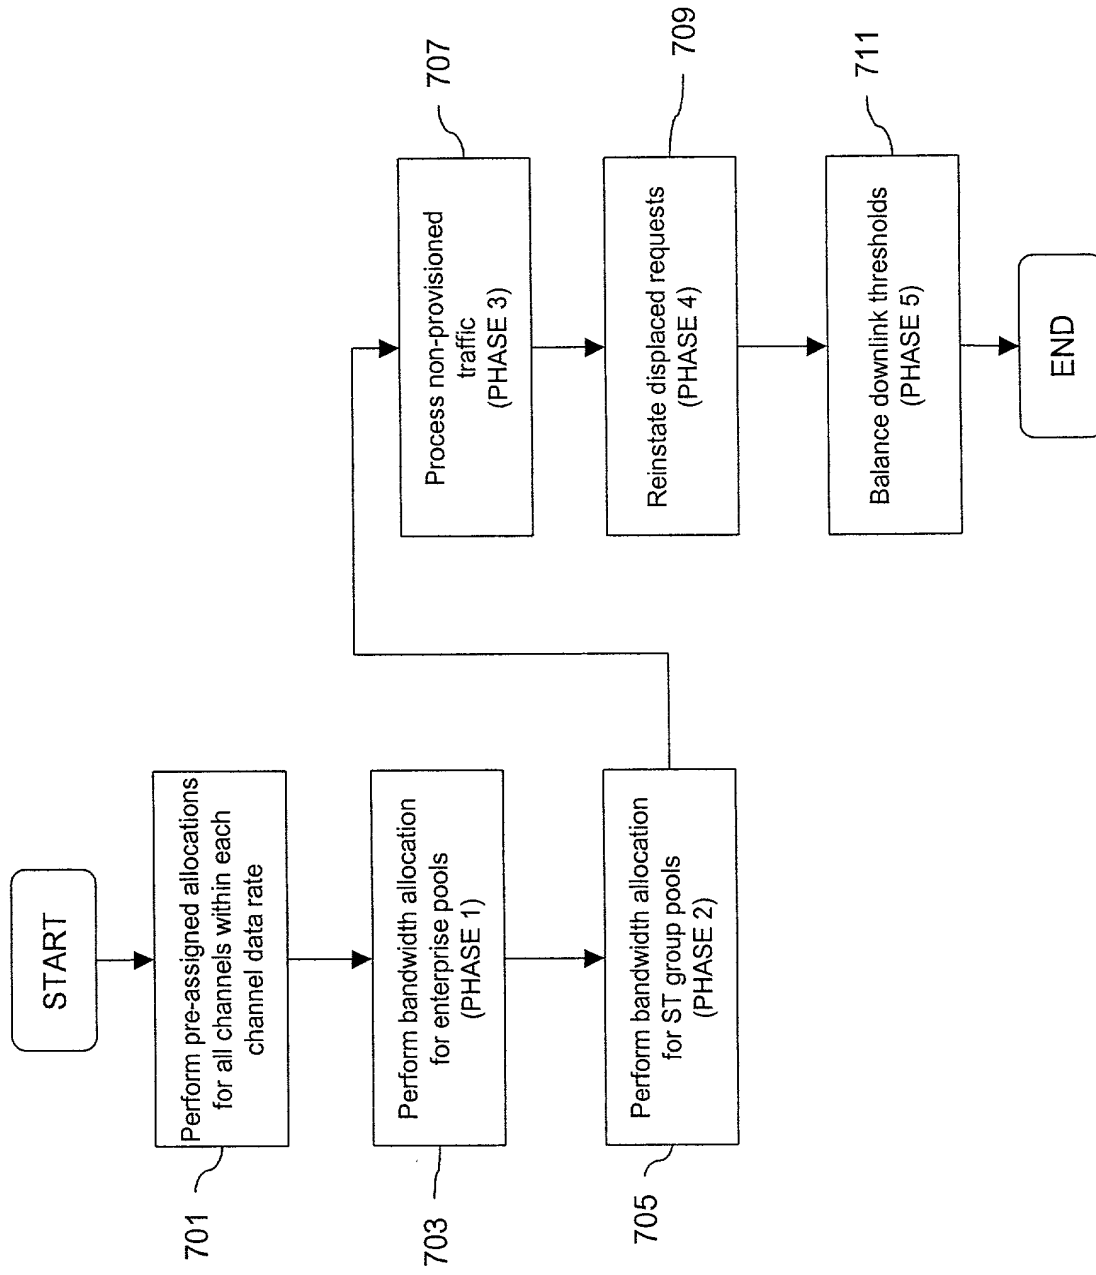 START
Perform pre-assigned allocations
for all channels within each
channel data rate
701
Perform bandwidth allocation
for enterprise pools
(PHASE 1)
703
Perform bandwidth allocation
for ST group pools
(PHASE 2)
705
Process non-provisioned
traffic
(PHASE 3)
707
Reinstate displaced requests
(PHASE 4)
709
Balance downlink thresholds
(PHASE 5)
711
END